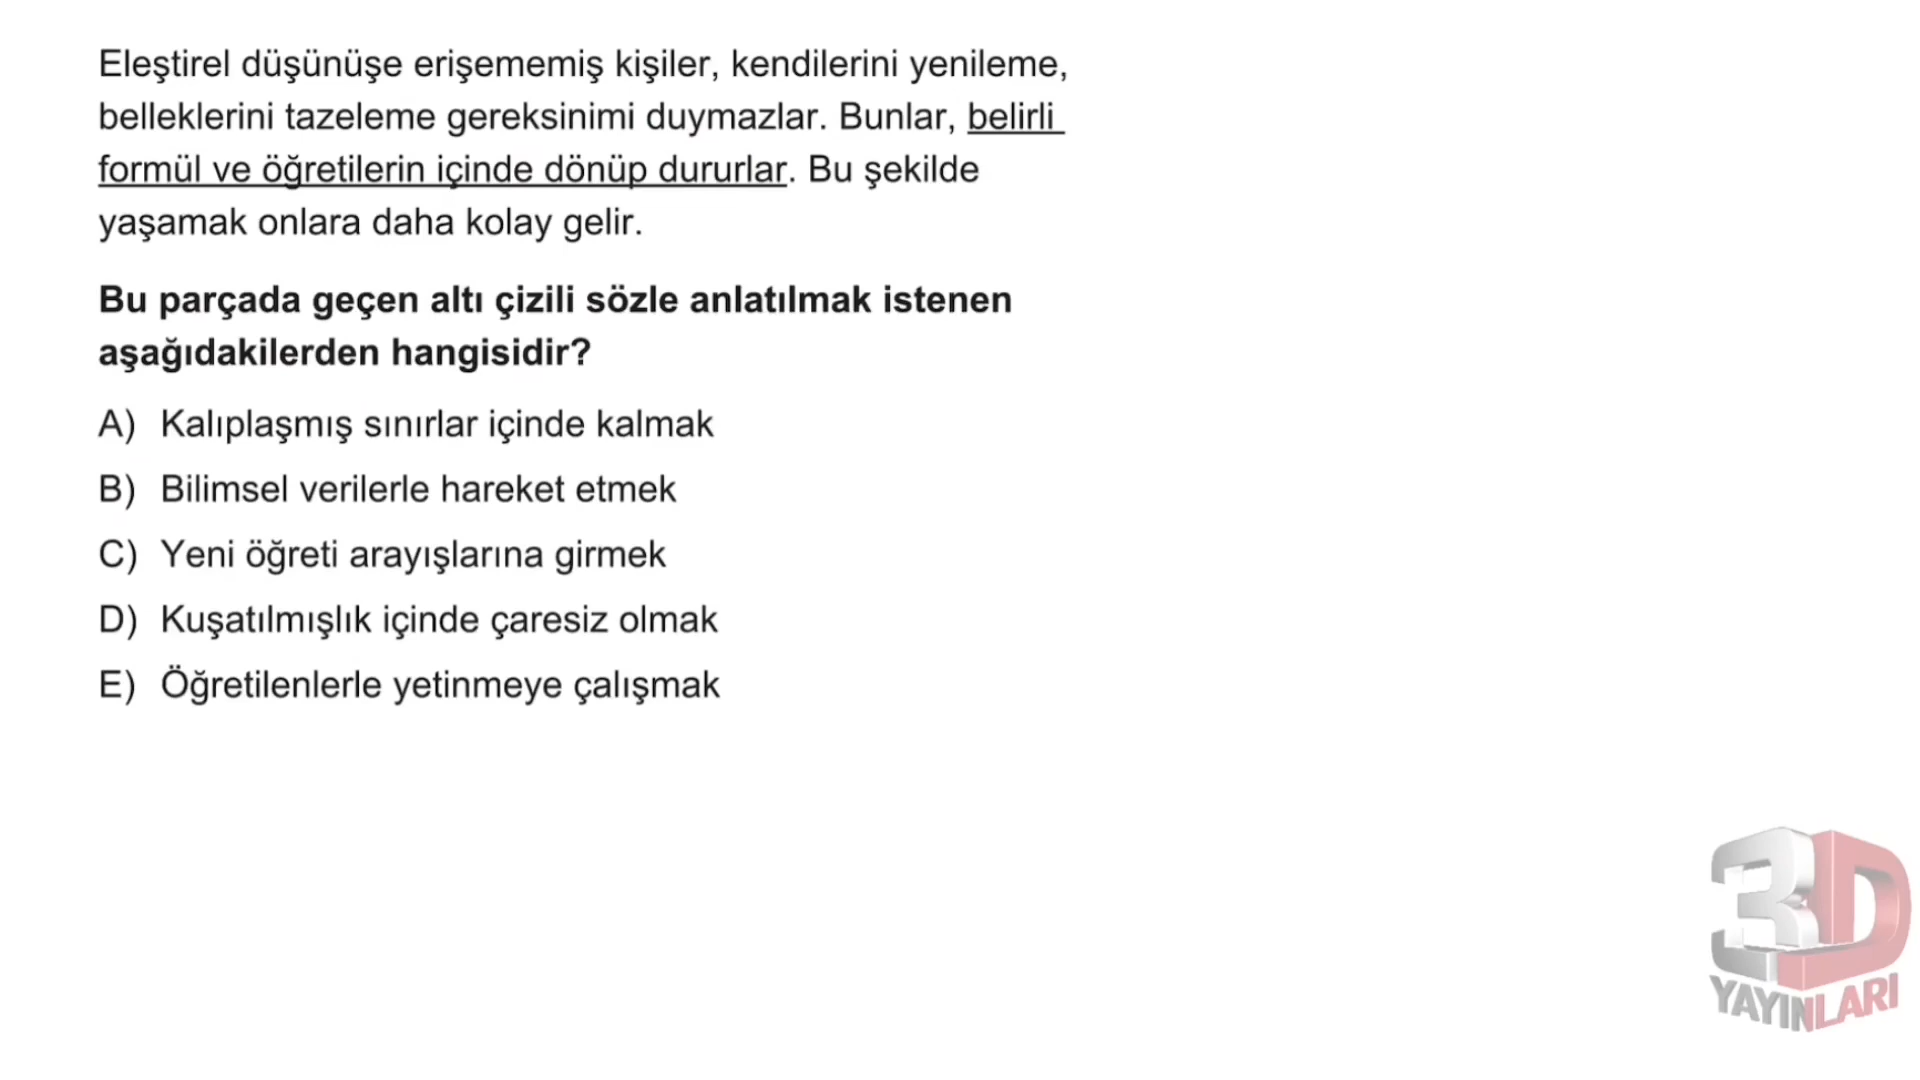 Eleştirel düşünüşe erişememiş kişiler, kendilerini yenileme,
belleklerini tazeleme gereksinimi duymazlar. Bunlar, belirli
formül ve öğretilerin içinde dönüp dururlar. Bu şekilde
yaşamak onlara daha kolay gelir.
Bu parçada geçen altı çizili sözle anlatılmak istenen
aşağıdakilerden hangisidir?
A) Kalıplaşmış sınırlar içinde kalmak
B) Bilimsel verilerle hareket etmek
C) Yeni öğreti arayışlarına girmek
D) Kuşatılmışlık içinde çaresiz olmak
E) Öğretilenlerle yetinmeye çalışmak
3D
YAYINLARI